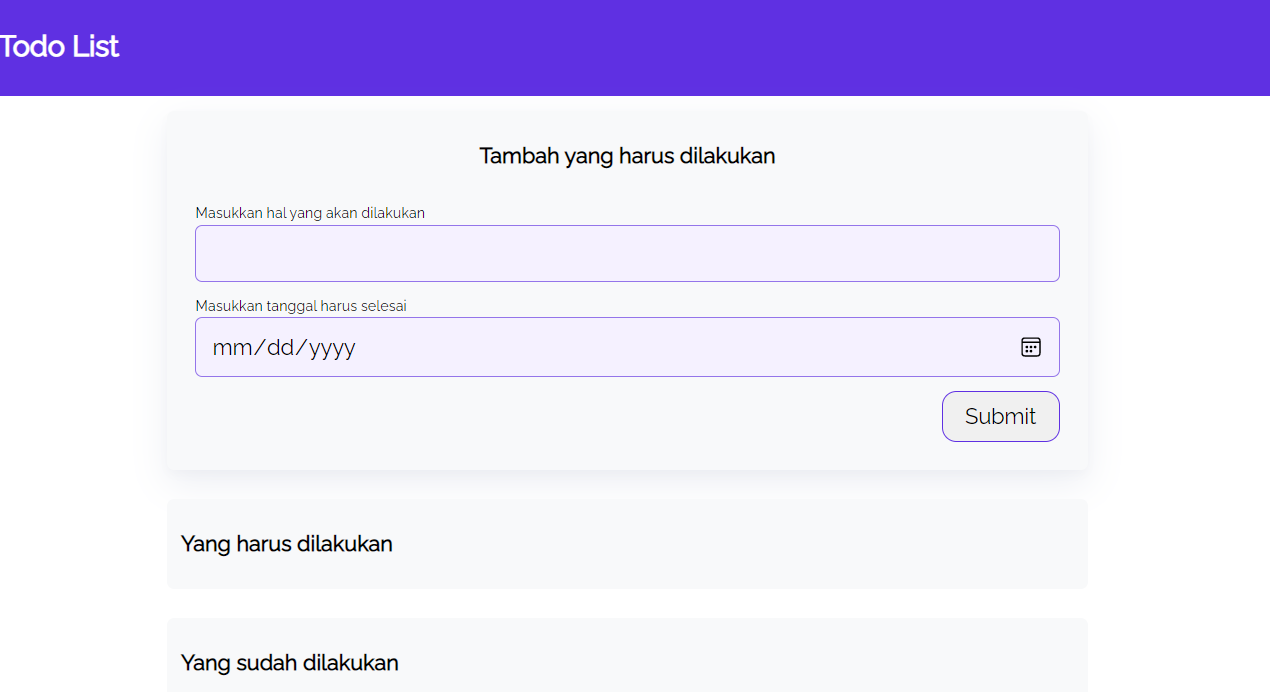 Todo List
Tambah yang harus dilakukan
Masukkan hal yang akan dilakukan
Masukkan tanggal harus selesai
mm/dd/yyyy
Submit
Yang harus dilakukan
Yang sudah dilakukan